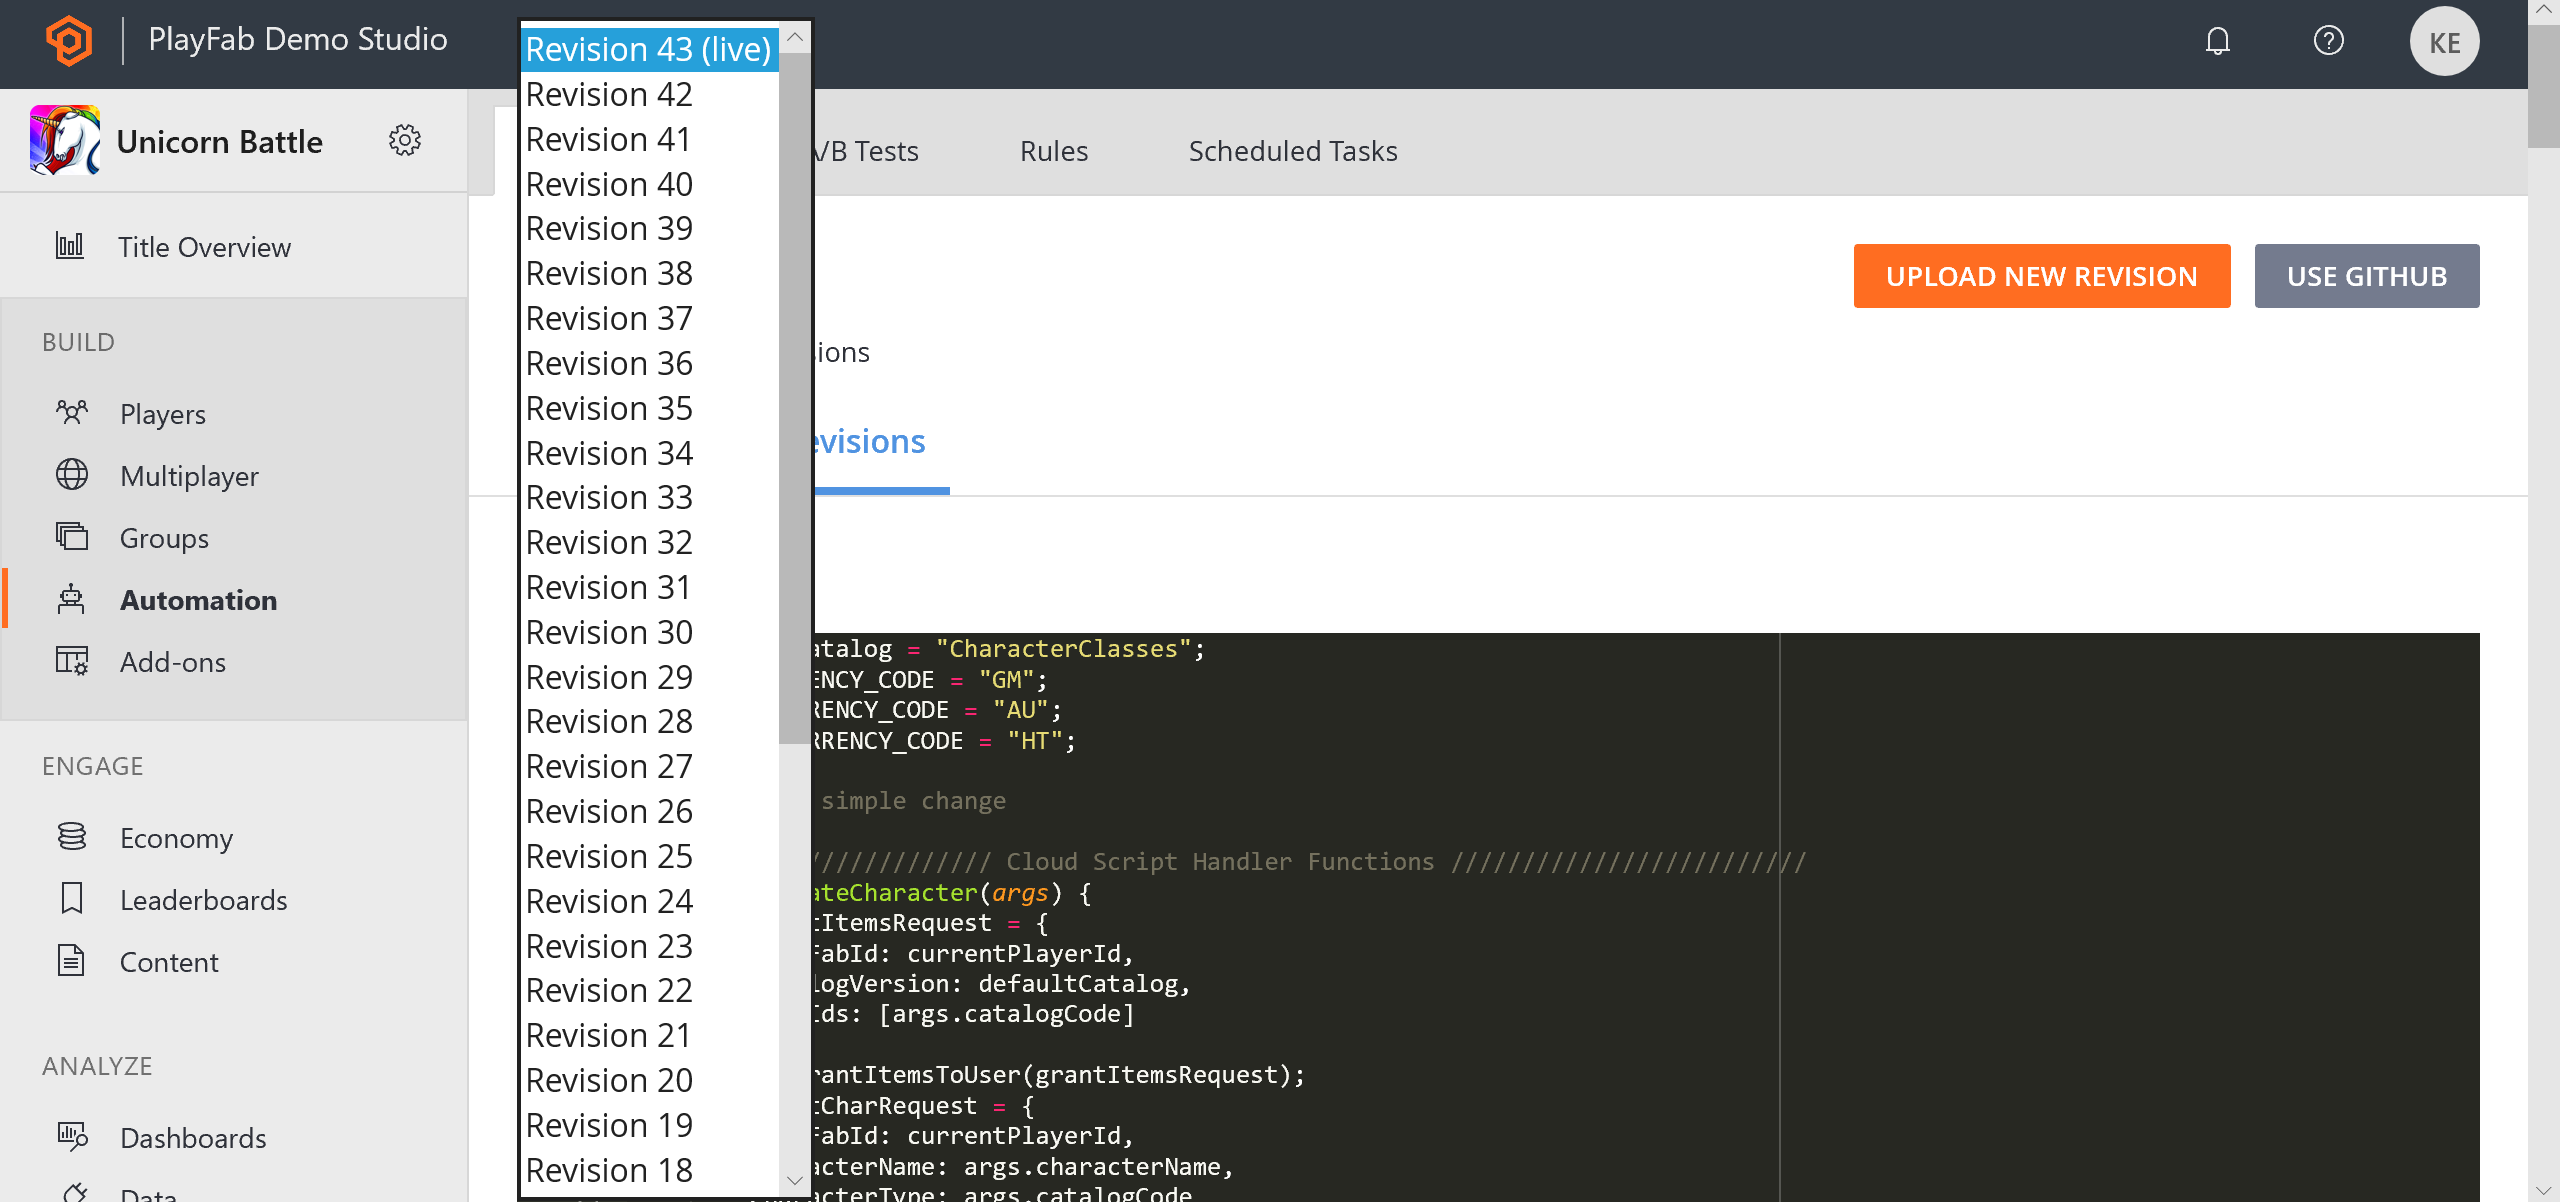 PlayFab Demo Studio
KE
Unicorn Battle
Title Overview
BUILD
Players
Multiplayer
Groups
Automation
Add-ons
ENGAGE
Economy
Leaderboards
Content
ANALYZE
Dashboards
Data
Revision 43 (live)
Revision 42
Revision 41
Revision 40
Revision 39
Revision 38
Revision 37
Revision 36
Revision 35
Revision 34
Revision 33
Revision 32
Revision 31
Revision 30
Revision 29
Revision 28
Revision 27
Revision 26
Revision 25
Revision 24
Revision 23
Revision 22
Revision 21
Revision 20
Revision 19
Revision 18
/B Tests
Rules
Scheduled Tasks
UPLOAD NEW REVISION
USE GITHUB
sions
evisions
atalog = "CharacterClasses";
ENCY_CODE = "GM";
RENCY_CODE = "AU";
RRENCY_CODE = "HT";
simple change
///////////// Cloud Script Handler Functions /////////////////////////
ateCharacter(args) {
tItemsRequest = {
FabId: currentPlayerId,
logVersion: defaultCatalog,
Ids: [args.catalogCode]
rantItemsToUser(grantItemsRequest);
tCharRequest = {
FabId: currentPlayerId,
acterName: args.characterName,
acterType: args.catalogCode